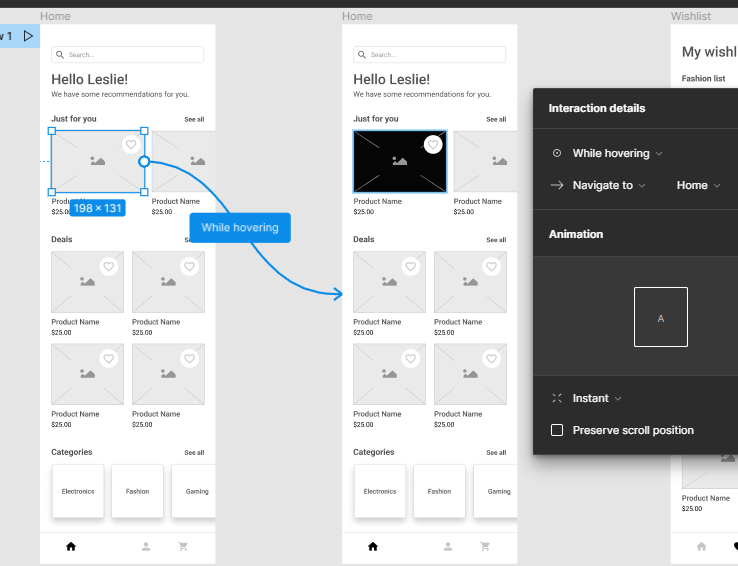 Home
Home
Wishlist
w 1
Search...
Hello Leslie!
We have some recommendations for you.
Just for you
See all
Produ
$25.00
198 × 131
Product Name
$25.00
While hovering
Deals
Se
Product Name
$25.00
Product Name
$25.00
Product Name
$25.00
Product Name
$25.00
Categories
See all
Electronics
Fashion
Gaming
Search...
Hello Leslie!
We have some recommendations for you.
Just for you
See all
Product Name
$25.00
Product Name
$25.00
Deals
See all
Product Name
$25.00
Product Name
$25.00
Product Name
$25.00
Product Name
$25.00
Categories
See all
Electronics
Fashion
Gaming
My wishl
Fashion list
Interaction details
While hovering
Navigate to
Home
Animation
A
Instant
Preserve scroll position
Product Name
$25.00